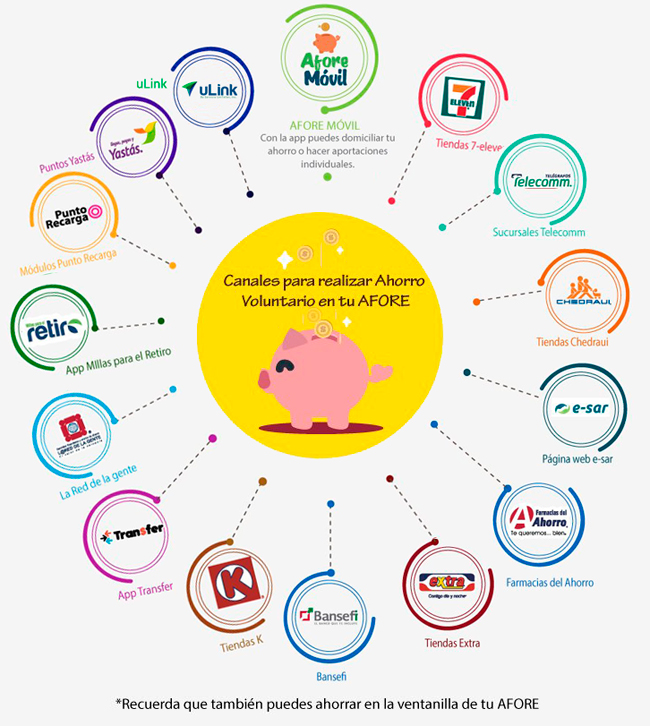 Afore
Móvil
AFORE MÓVIL
Con la app puedes domiciliar tu
ahorro o hacer aportaciones
individuales.
7
ELEVEN
Tiendas 7-eleve
TELÉGRAFOS
Telecomm.
Sucursales Telecomm
CHEDRAUI
Tiendas Chedraui
e-sar
Página web e-sar
Farmacias del
Ahorro
Te queremos... bien.
Farmacias del Ahorro
extra
Contigo día y noche
Tiendas Extra
Bansefi
Bansefi
K
Tiendas K
Transfer
App Transfer
L@RED DE LA GENTE
La Red de la gente
retiro
App MIllas para el Retiro
Punto
Recarga
Módulos Punto Recarga
llegas, pagas y
Yastás.
Puntos Yastás
uLink
uLink
Canales para realizar Ahorro
Voluntario en tu AFORE
*Recuerda que también puedes ahorrar en la ventanilla de tu AFORE